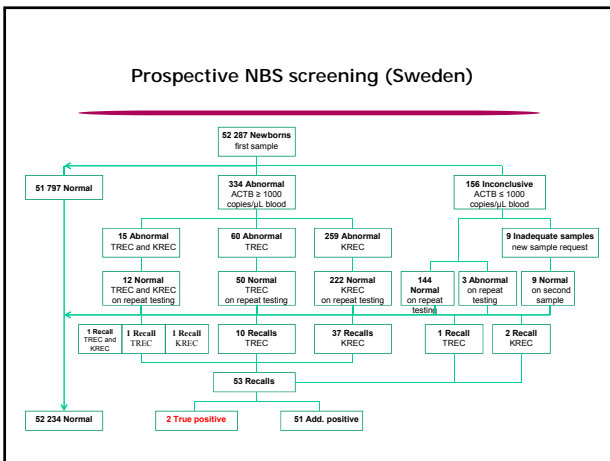 Prospective NBS screening (Sweden)
52 287 Newborns
first sample
51 797 Normal
334 Abnormal
ACTB ≥ 1000
copies/µL blood
156 Inconclusive
ACTB ≤ 1000
copies/µL blood
15 Abnormal
TREC and KREC
60 Abnormal
TREC
259 Abnormal
KREC
9 Inadequate samples
new sample request
12 Normal
TREC and KREC
on repeat testing
50 Normal
TREC
on repeat testing
222 Normal
KREC
on repeat testing
144
Normal
on repeat
testing
3 Abnormal
on repeat
testing
9 Normal
on second
sample
1 Recall
TREC and
KREC
1 Recall
TREC
1 Recall
KREC
10 Recalls
TREC
37 Recalls
KREC
1 Recall
TREC
2 Recall
KREC
53 Recalls
52 234 Normal
2 True positive
51 Add. positive